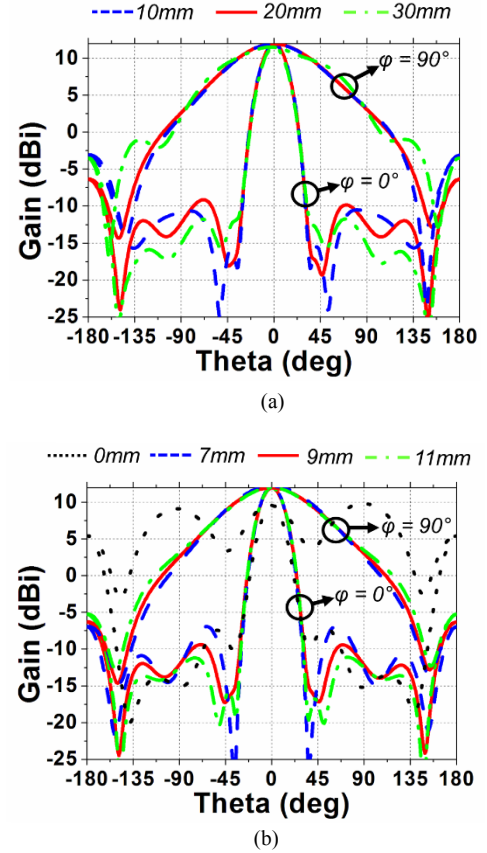 10mm 20mm 30mm
10
5
0
-5
-10
-15
-20
-25
Gain (dBi)
φ = 90°
φ = 0°
-180 -135 -90 -45 0 45 90 135 180
Theta (deg)
(a)
0mm 7mm 9mm 11mm
10
5
0
-5
-10
-15
-20
-25
Gain (dBi)
φ = 90°
φ = 0°
-180 -135 -90 -45 0 45 90 135 180
Theta (deg)
(b)